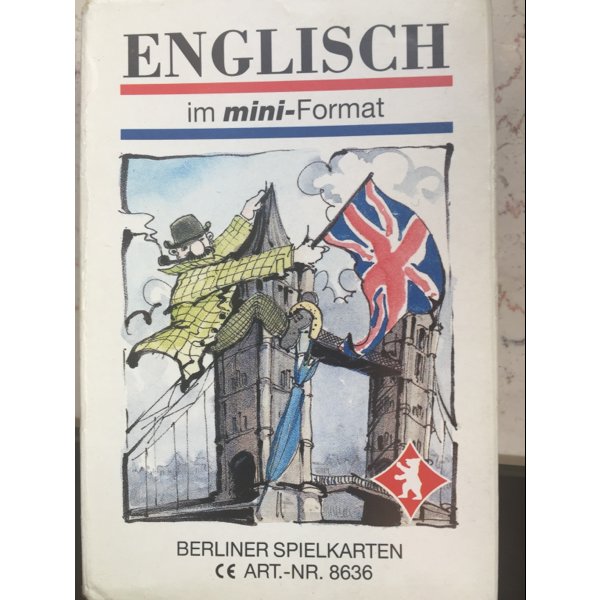 ENGLISCH
im mini-Format
BERLINER SPIELKARTEN
CE ART.-NR. 8636